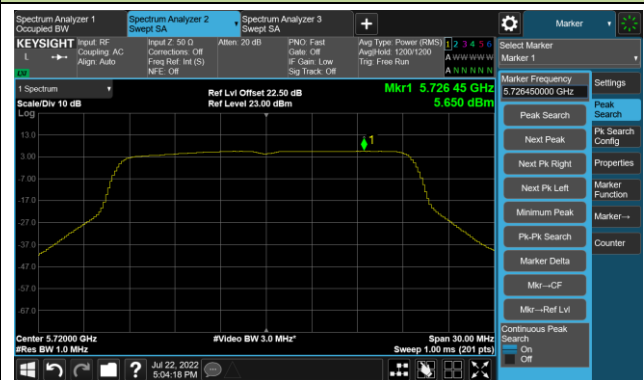 Spectrum Analyzer 1
Occupied BW
Spectrum Analyzer 2
Swept SA
Spectrum Analyzer 3
Swept SA
+
Marker
KEYSIGHT
L
Input: RF
Coupling: AC
Align: Auto
Input Z: 50 Ω
Corrections: Off
Freq Ref: Int (S)
NFE: Off
Atten: 20 dB
PNO: Fast
Gate: Off
IF Gain: Low
Sig Track: Off
Avg Type: Power (RMS)
Avg|Hold: 1200/1200
Trig: Free Run
1 2 3 4 5 6
A W W W W W
A N N N N N
Select Marker
Marker 1
1 Spectrum
Scale/Div 10 dB
Log
Ref Lvl Offset 22.50 dB
Ref Level 23.00 dBm
Mkr1 5.726 45 GHz
5.650 dBm
13.0
3.00
-7.00
-17.0
-27.0
-37.0
-47.0
-57.0
-67.0
1
Center 5.72000 GHz
#Res BW 1.0 MHz
#Video BW 3.0 MHz*
Span 30.00 MHz
Sweep 1.00 ms (201 pts)
Marker Frequency
5.726450000 GHz
Peak Search
Next Peak
Next Pk Right
Next Pk Left
Minimum Peak
Pk-Pk Search
Marker Delta
Mkr→CF
Mkr→Ref Lvl
Continuous Peak
Search
On
Off
Settings
Peak
Search
Pk Search
Config
Properties
Marker
Function
Marker→
Counter
?
Jul 22, 2022
5:04:18 PM